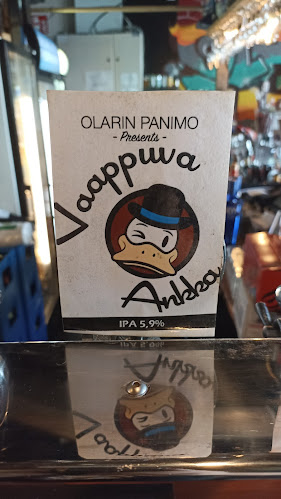 OLARIN PANIMO
- Presents -
Vaappuva
Ankka
IPA 5,9%